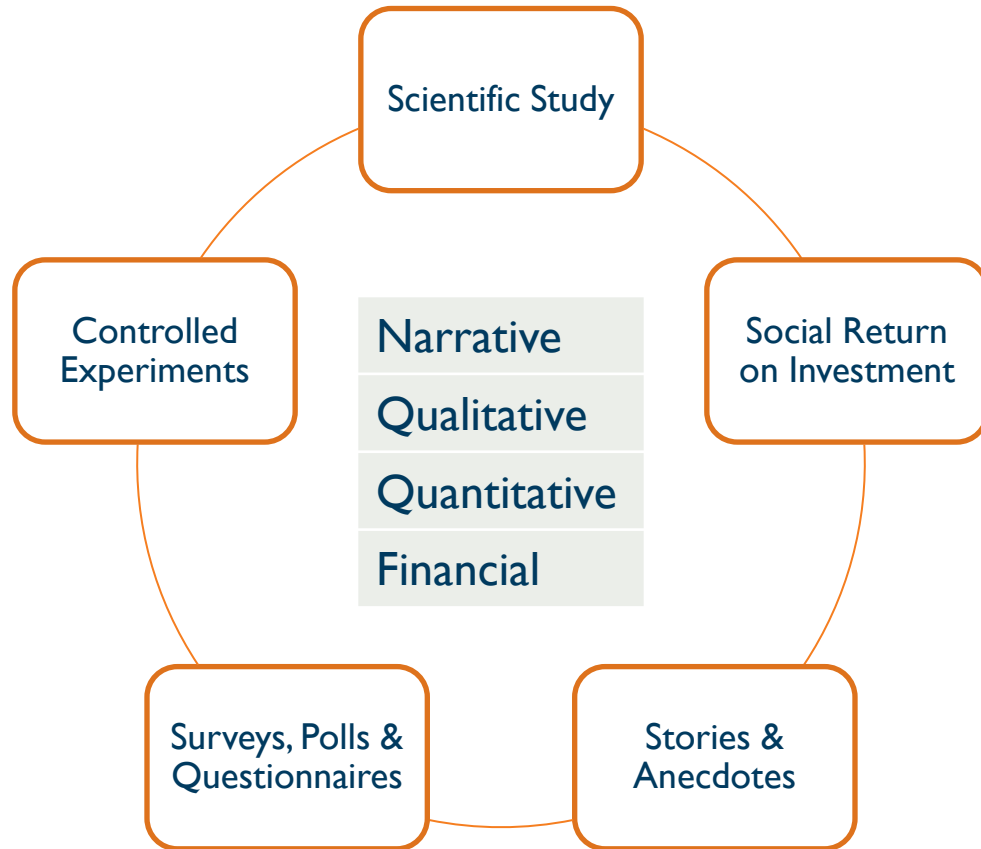 Scientific Study
Controlled
Experiments
Social Return
on Investment
Narrative
Qualitative
Quantitative
Financial
Surveys, Polls &
Questionnaires
Stories &
Anecdotes